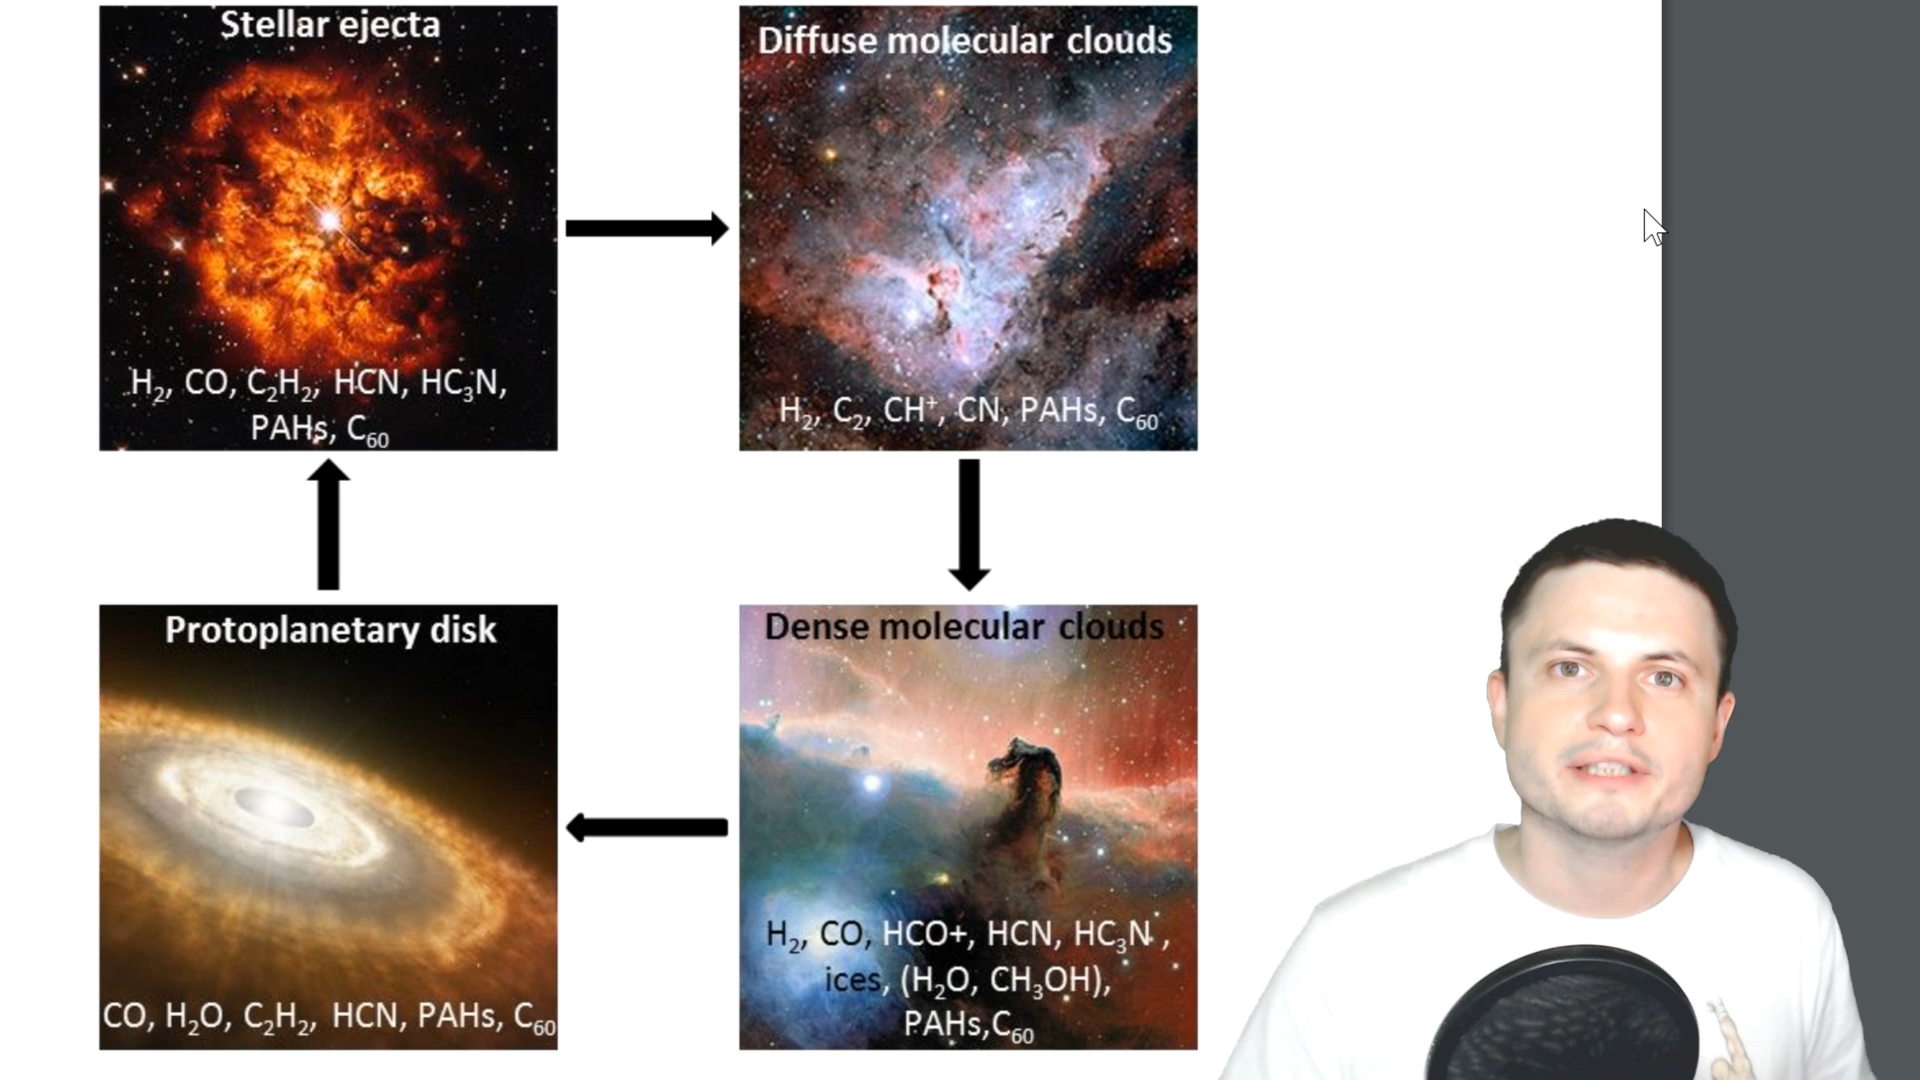 Stellar ejecta
H₂, CO, C₂H₂, HCN, HC₃N,
PAHs, C₆₀
Diffuse molecular clouds
H₂, C₂, CH⁺, CN, PAHs, C₆₀
Protoplanetary disk
CO, H₂O, C₂H₂, HCN, PAHs, C₆₀
Dense molecular clouds
H₂, CO, HCO+, HCN, HC₃N ,
ices, (H₂O, CH₃OH),
PAHs,C₆₀